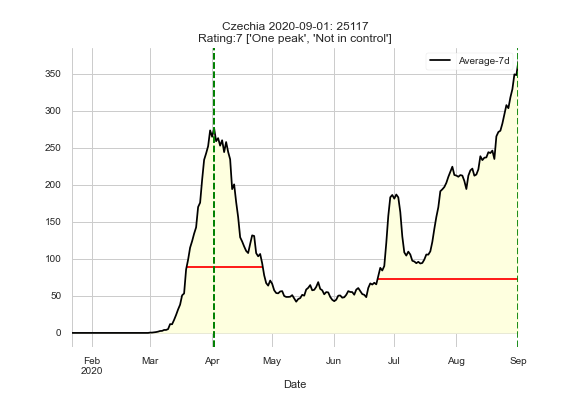 Czechia 2020-09-01: 25117
Rating:7 ['One peak', 'Not in control']
Average-7d
350
300
250
200
150
100
50
0
Feb
2020
Mar
Apr
May
Jun
Jul
Aug
Sep
Date